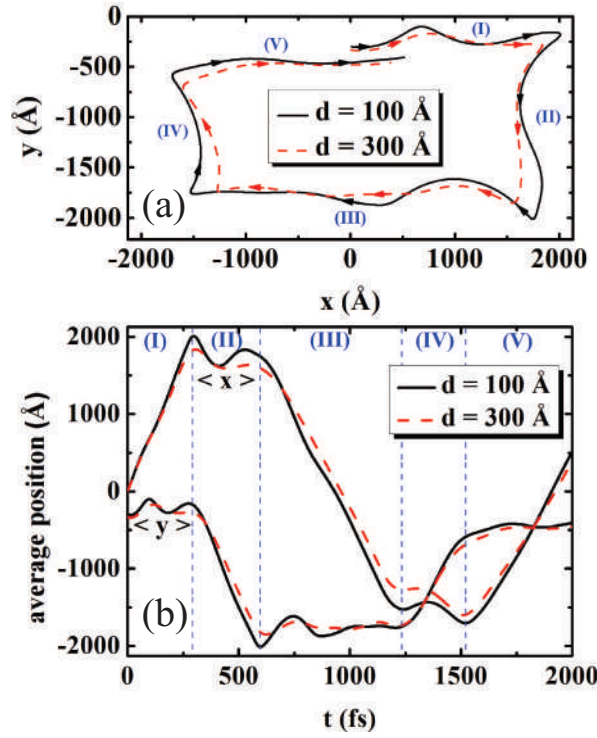 0
-500
-1000
-1500
-2000
y (Å)
(I)
(V)
(II)
(IV)
(III)
d = 100 Å
d = 300 Å
(a)
-2000 -1000 0 1000 2000
x (Å)
2000
1000
0
-1000
-2000
average position (Å)
(I) (II) (III) (IV) (V)
d = 100 Å
d = 300 Å
< x >
< y >
(b)
0 500 1000 1500 2000
t (fs)